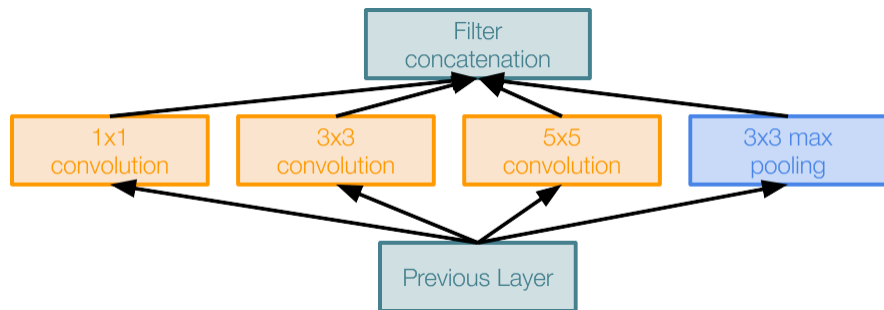 Filter
concatenation
1x1
convolution
3x3
convolution
5x5
convolution
3x3 max
pooling
Previous Layer